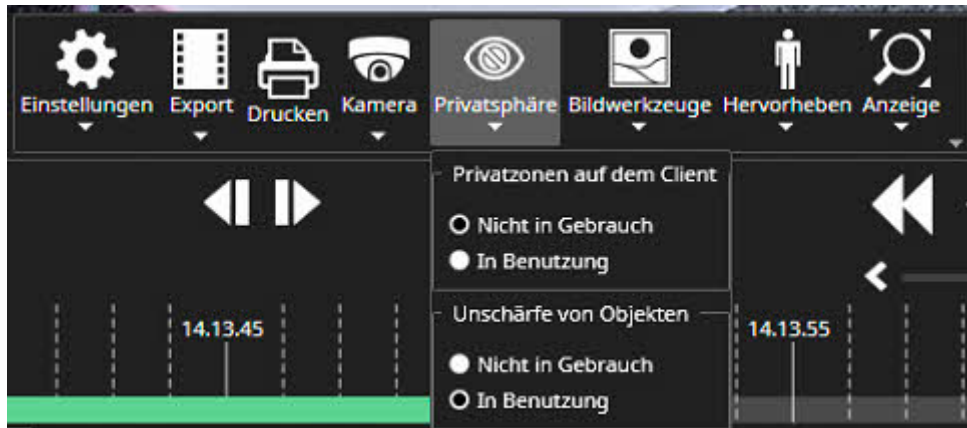 Einstellungen Export Drucken Kamera Privatsphäre Bildwerkzeuge Hervorheben Anzeige
Privatzonen auf dem Client
Nicht in Gebrauch
In Benutzung
Unschärfe von Objekten
14.13.45 14.13.55
Nicht in Gebrauch
In Benutzung